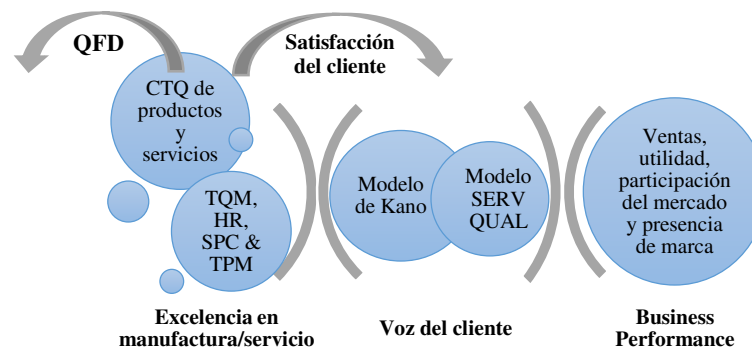 QFD
Satisfacción
del cliente
CTQ de
productos
y
servicios
TQM,
HR,
SPC &
TPM
Modelo
de Kano
Modelo
SERV
QUAL
Ventas,
utilidad,
participación
del mercado
y presencia
de marca
Excelencia en
manufactura/servicio
Voz del cliente
Business
Performance